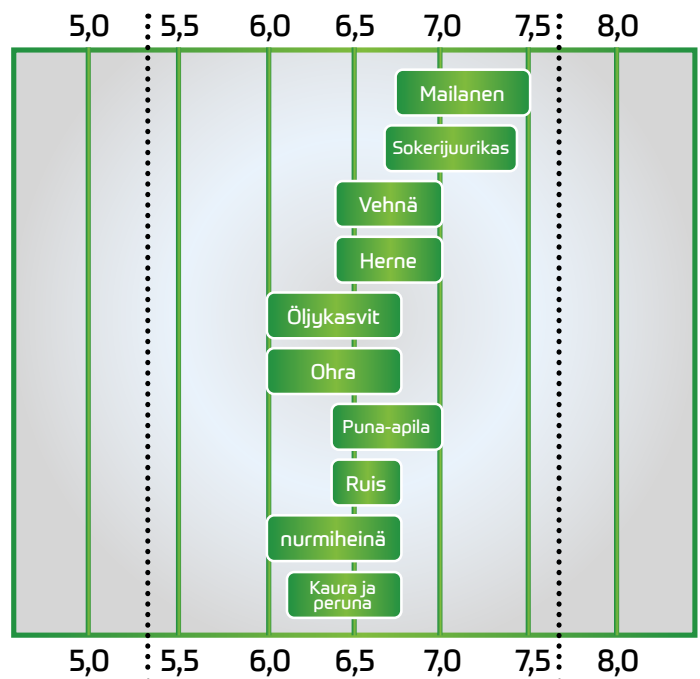 5,0 5,5 6,0 6,5 7,0 7,5 8,0
Mailanen
Sokerijuurikas
Vehnä
Herne
Öljykasvit
Ohra
Puna-apila
Ruis
nurmiheinä
Kaura ja
peruna
5,0 5,5 6,0 6,5 7,0 7,5 8,0